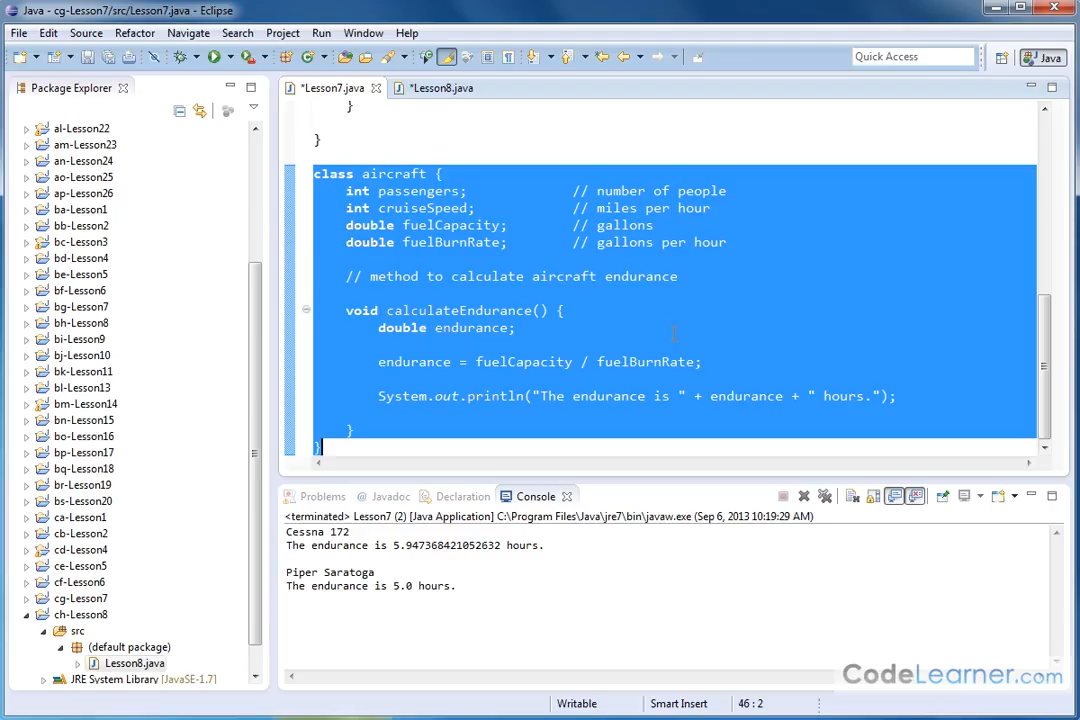 Java - cg-Lesson7/src/Lesson7.java - Eclipse
File Edit Source Refactor Navigate Search Project Run Window Help
Quick Access
Java
Package Explorer
*Lesson7.java
*Lesson8.java
al-Lesson22
am-Lesson23
an-Lesson24
ao-Lesson25
ap-Lesson26
ba-Lesson1
bb-Lesson2
bc-Lesson3
bd-Lesson4
be-Lesson5
bf-Lesson6
bg-Lesson7
bh-Lesson8
bi-Lesson9
bj-Lesson10
bk-Lesson11
bl-Lesson13
bm-Lesson14
bn-Lesson15
bo-Lesson16
bp-Lesson17
bq-Lesson18
br-Lesson19
bs-Lesson20
ca-Lesson1
cb-Lesson2
cd-Lesson4
ce-Lesson5
cf-Lesson6
cg-Lesson7
ch-Lesson8
src
(default package)
Lesson8.java
JRE System Library [JavaSE-1.7]
}
}
class aircraft {
int passengers; // number of people
int cruiseSpeed; // miles per hour
double fuelCapacity; // gallons
double fuelBurnRate; // gallons per hour
// method to calculate aircraft endurance
void calculateEndurance() {
double endurance;
endurance = fuelCapacity / fuelBurnRate;
System.out.println("The endurance is " + endurance + " hours.");
}
}
Problems @ Javadoc Declaration Console
<terminated> Lesson7 (2) [Java Application] C:\Program Files\Java\jre7\bin\javaw.exe (Sep 6, 2013 10:19:29 AM)
Cessna 172
The endurance is 5.947368421052632 hours.
Piper Saratoga
The endurance is 5.0 hours.
CodeLearner.com
Writable Smart Insert 46 : 2